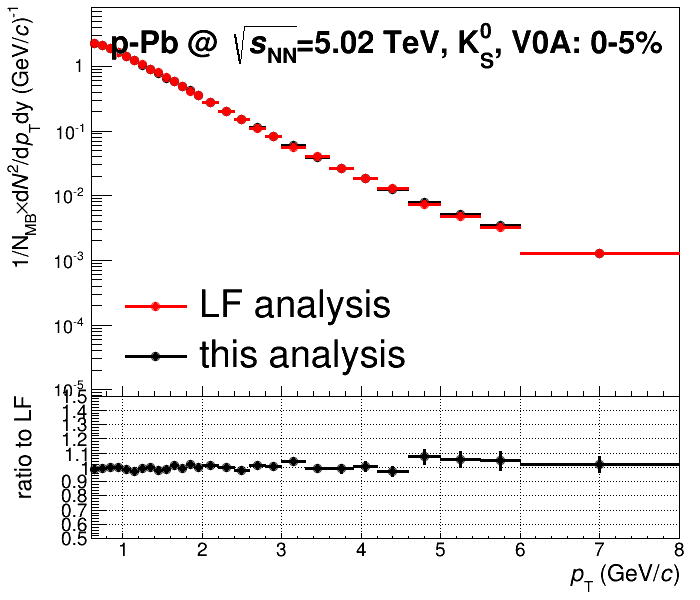 p-Pb @ √sNN=5.02 TeV, K0S, V0A: 0-5%
1/NMB×dN2/dpTdy (GeV/c)-1
1
10-1
10-2
10-3
10-4
10-5
LF analysis
this analysis
ratio to LF
1.5
1.4
1.3
1.2
1.1
1
0.9
0.8
0.7
0.6
0.5
1 2 3 4 5 6 7 8
pT (GeV/c)